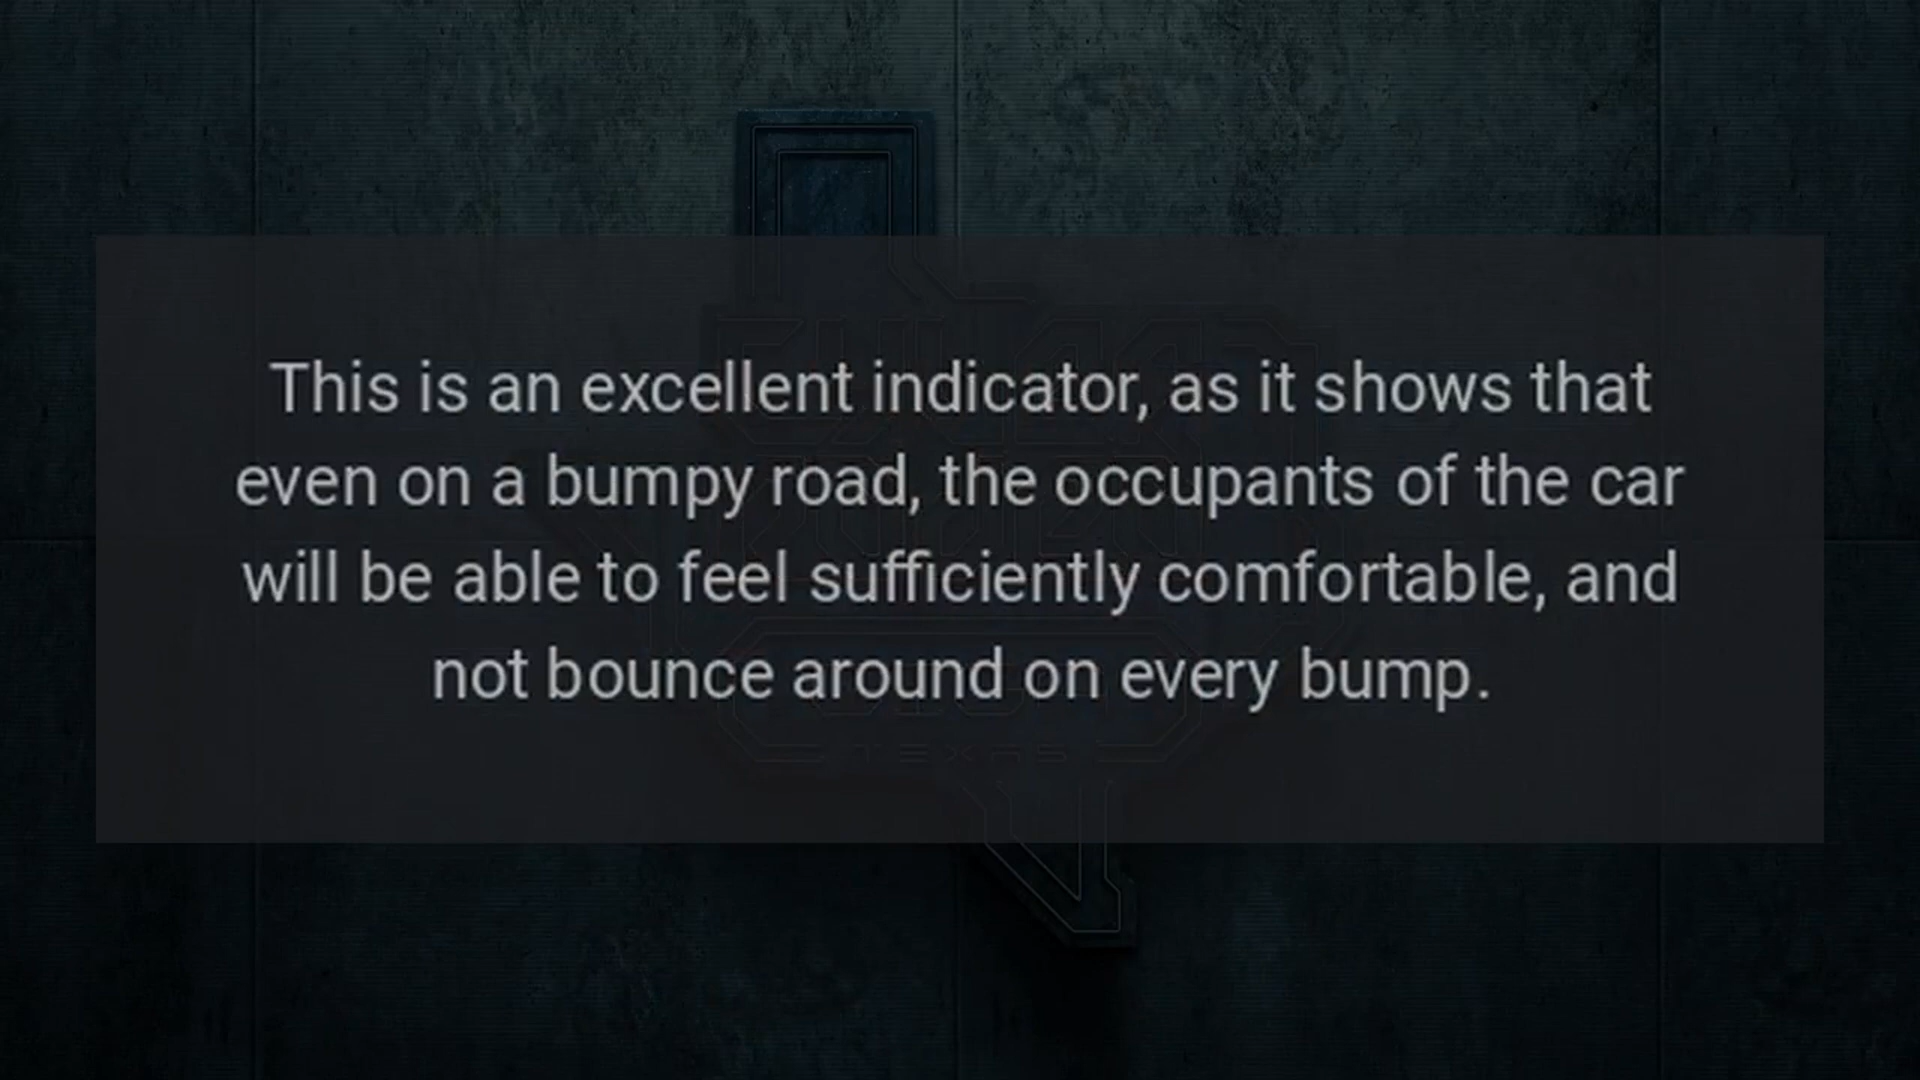 This is an excellent indicator, as it shows that
even on a bumpy road, the occupants of the car
will be able to feel sufficiently comfortable, and
not bounce around on every bump.
TEXAS